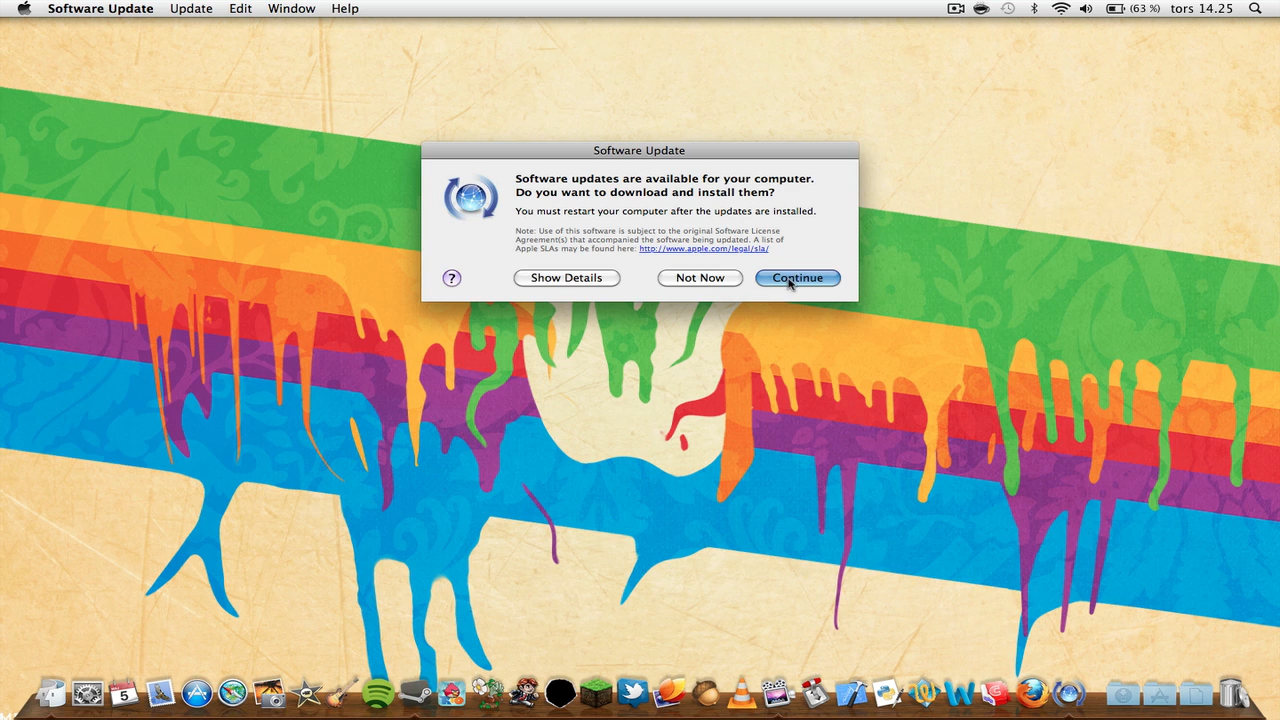 Software Update Update Edit Window Help (63 %) tors 14.25
Software Update
Software updates are available for your computer.
Do you want to download and install them?
You must restart your computer after the updates are installed.
Note: Use of this software is subject to the original Software License
Agreement(s) that accompanied the software being updated. A list of
Apple SLAs may be found here: http://www.apple.com/legal/sla/
? Show Details Not Now Continue
5